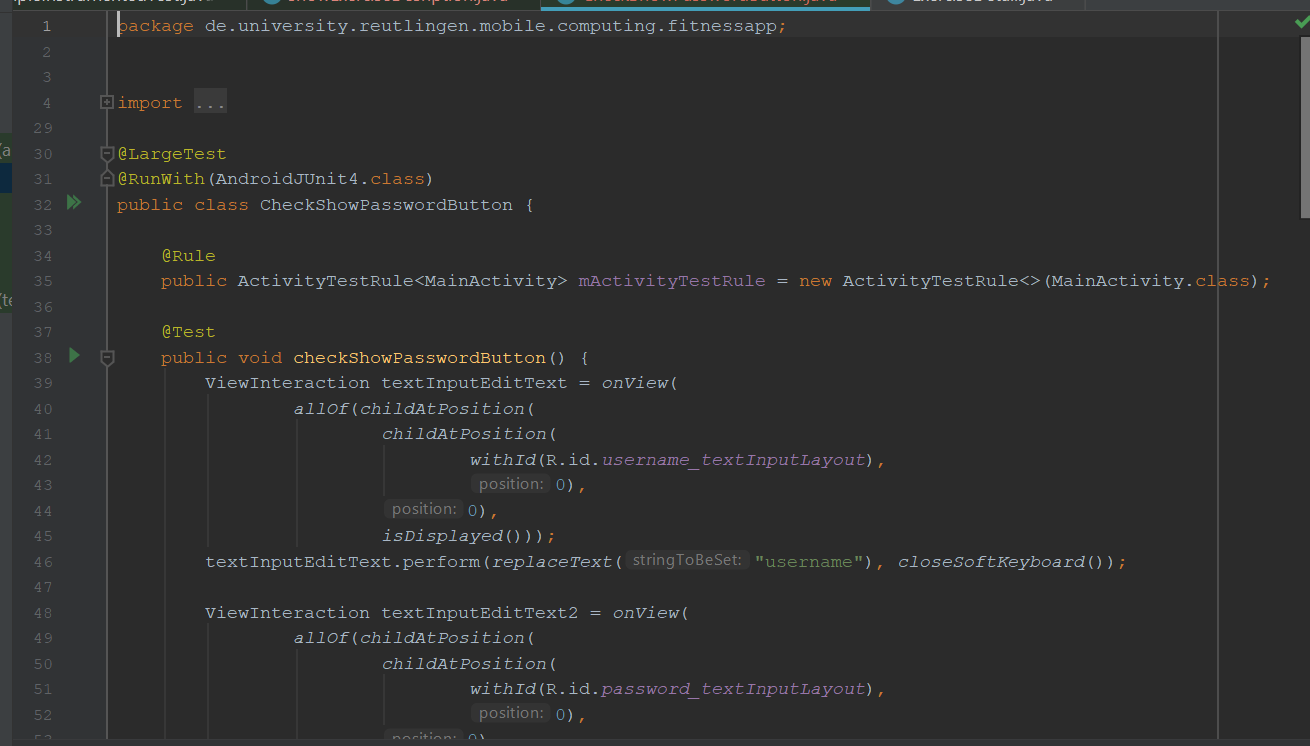 1 package de.university.reutlingen.mobile.computing.fitnessapp;
2
3
4 import ...
29
30 @LargeTest
31 @RunWith(AndroidJUnit4.class)
32 public class CheckShowPasswordButton {
33
34 @Rule
35 public ActivityTestRule<MainActivity> mActivityTestRule = new ActivityTestRule<>(MainActivity.class);
36
37 @Test
38 public void checkShowPasswordButton() {
39 ViewInteraction textInputEditText = onView(
40 allOf(childAtPosition(
41 childAtPosition(
42 withId(R.id.username_textInputLayout),
43 position: 0),
44 position: 0),
45 isDisplayed()));
46 textInputEditText.perform(replaceText( stringToBeSet: "username"), closeSoftKeyboard());
47
48 ViewInteraction textInputEditText2 = onView(
49 allOf(childAtPosition(
50 childAtPosition(
51 withId(R.id.password_textInputLayout),
52 position: 0),
53 position: 0)